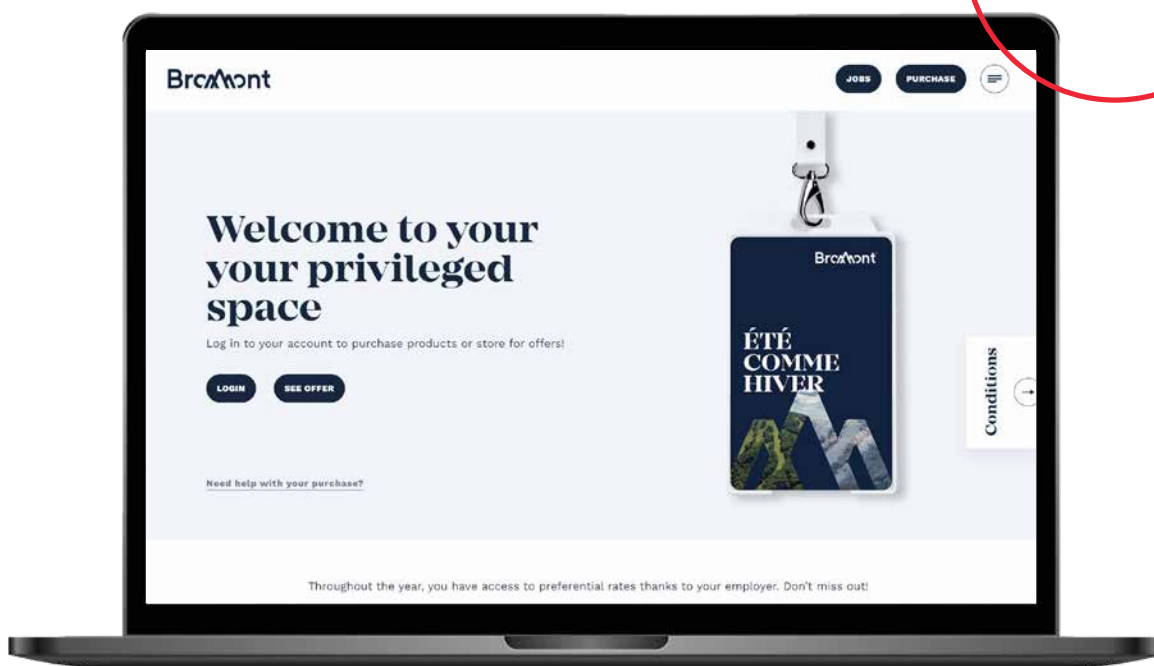 Bromont
JOBS
PURCHASE
Welcome to your
your privileged
space
Log in to your account to purchase products or store for offers!
LOGIN
SEE OFFER
Need help with your purchase?
Bromont
ÉTÉ
COMME
HIVER
Conditions
Throughout the year, you have access to preferential rates thanks to your employer. Don't miss out!